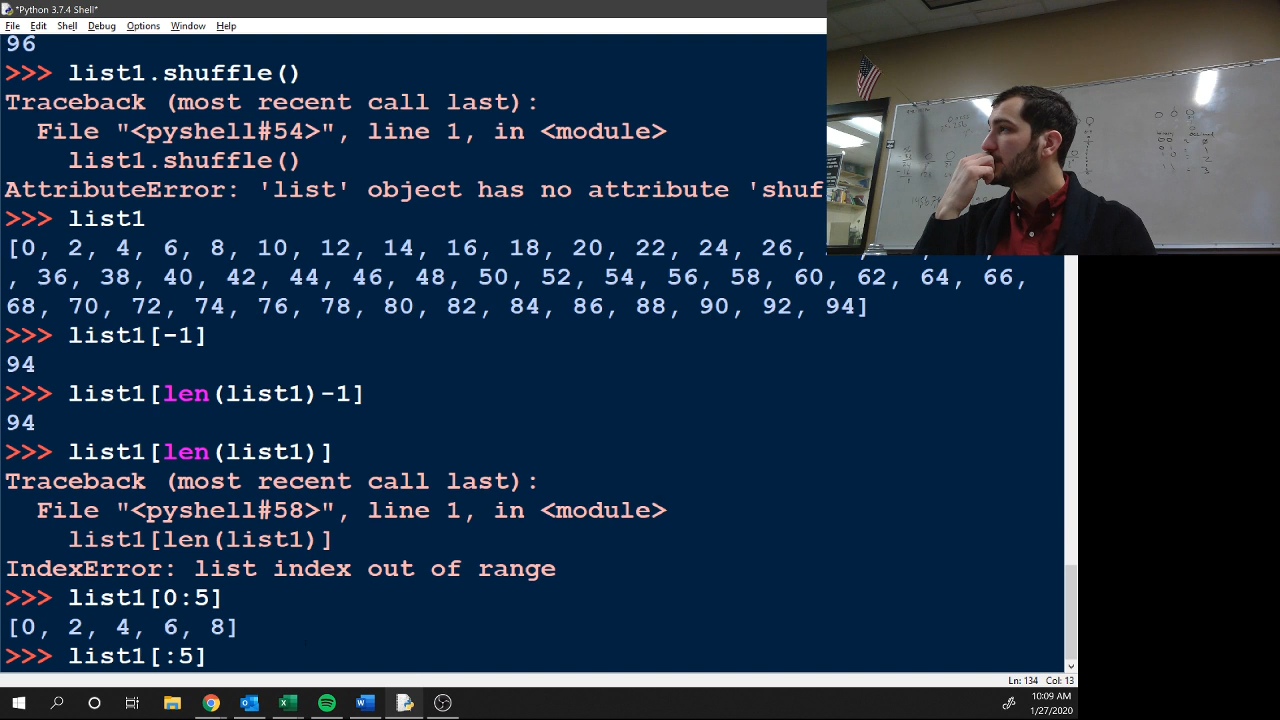 *Python 3.7.4 Shell*
File Edit Shell Debug Options Window Help
96
>>> list1.shuffle()
Traceback (most recent call last):
  File "<pyshell#54>", line 1, in <module>
    list1.shuffle()
AttributeError: 'list' object has no attribute 'shuf
>>> list1
[0, 2, 4, 6, 8, 10, 12, 14, 16, 18, 20, 22, 24, 26,
, 36, 38, 40, 42, 44, 46, 48, 50, 52, 54, 56, 58, 60, 62, 64, 66,
68, 70, 72, 74, 76, 78, 80, 82, 84, 86, 88, 90, 92, 94]
>>> list1[-1]
94
>>> list1[len(list1)-1]
94
>>> list1[len(list1)]
Traceback (most recent call last):
  File "<pyshell#58>", line 1, in <module>
    list1[len(list1)]
IndexError: list index out of range
>>> list1[0:5]
[0, 2, 4, 6, 8]
>>> list1[:5]
Ln: 134 Col: 13
10:09 AM
1/27/2020